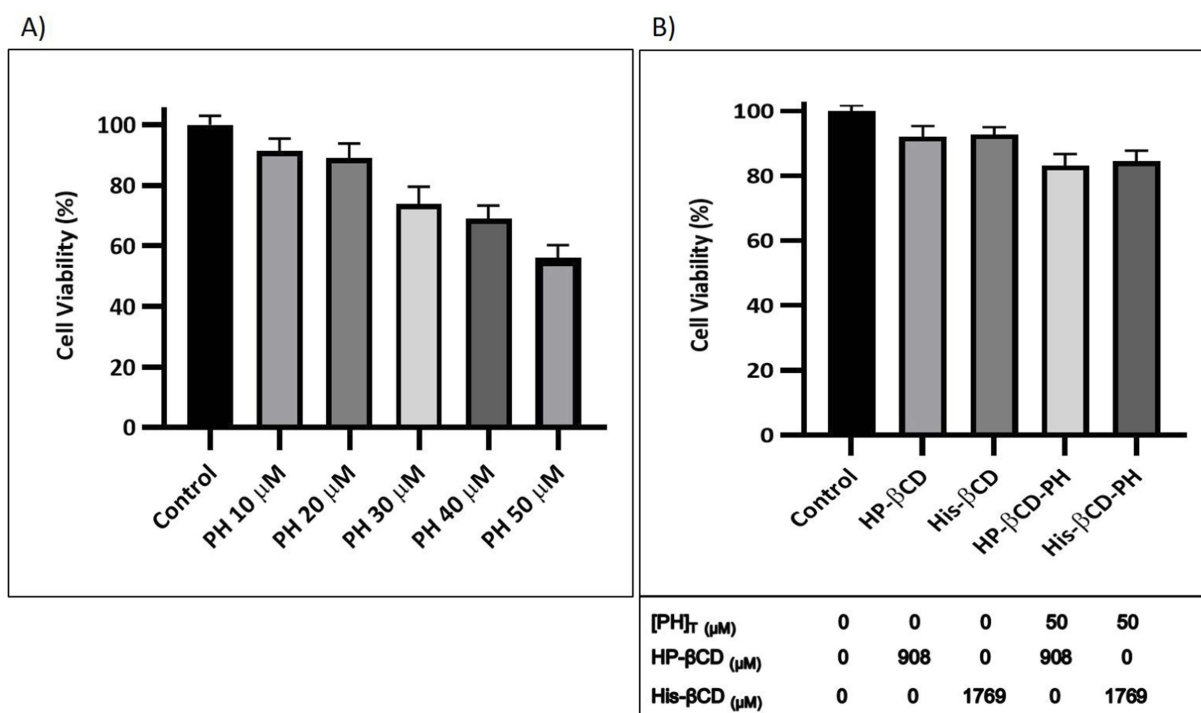 A)
Cell Viability (%)
100
80
60
40
20
0
Control
PH 10 μM
PH 20 μM
PH 30 μM
PH 40 μM
PH 50 μM
B)
Cell Viability (%)
100
80
60
40
20
0
Control
HP-βCD
His-βCD
HP-βCD-PH
His-βCD-PH
[PH]T (μM) 0 0 0 50 50
HP-βCD (μM) 0 908 0 908 0
His-βCD (μM) 0 0 1769 0 1769